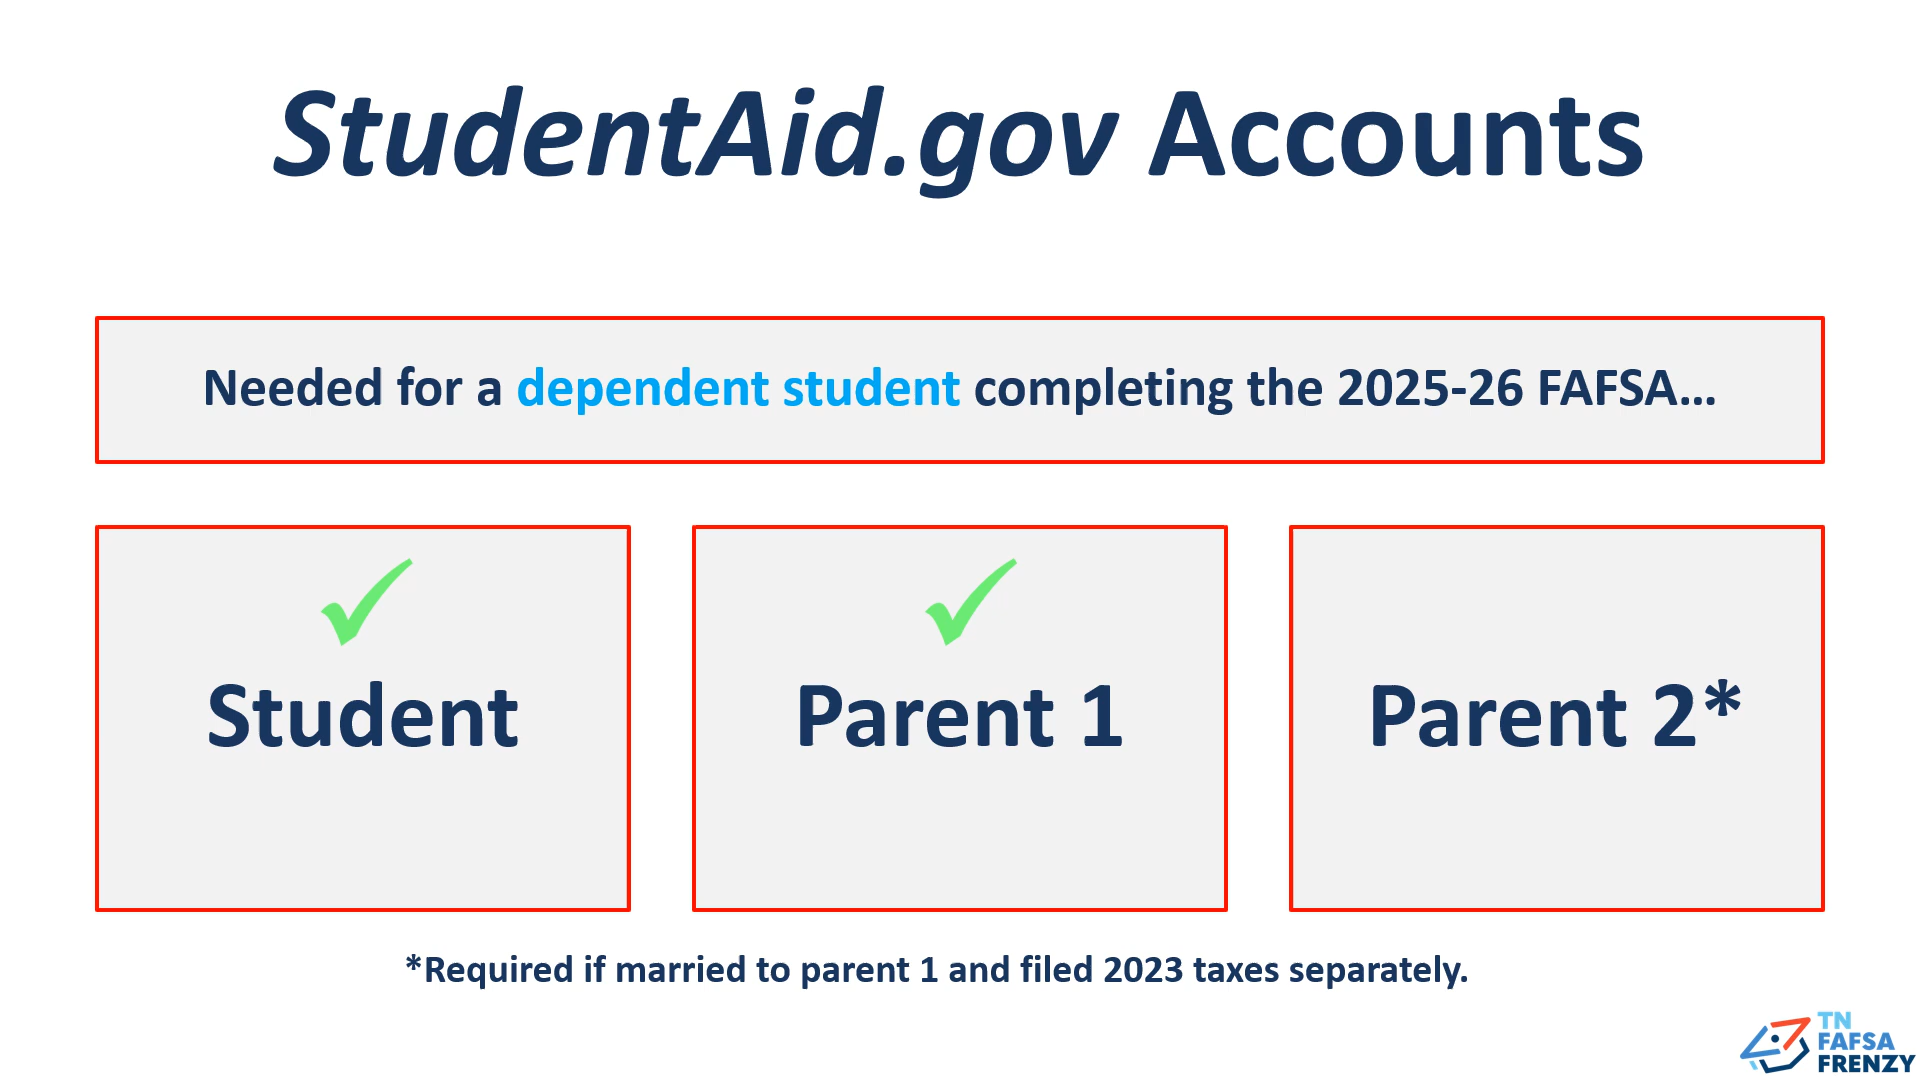 StudentAid.gov Accounts
Needed for a dependent student completing the 2025-26 FAFSA...
Student
Parent 1
Parent 2*
*Required if married to parent 1 and filed 2023 taxes separately.
TN
FAFSA
FRENZY